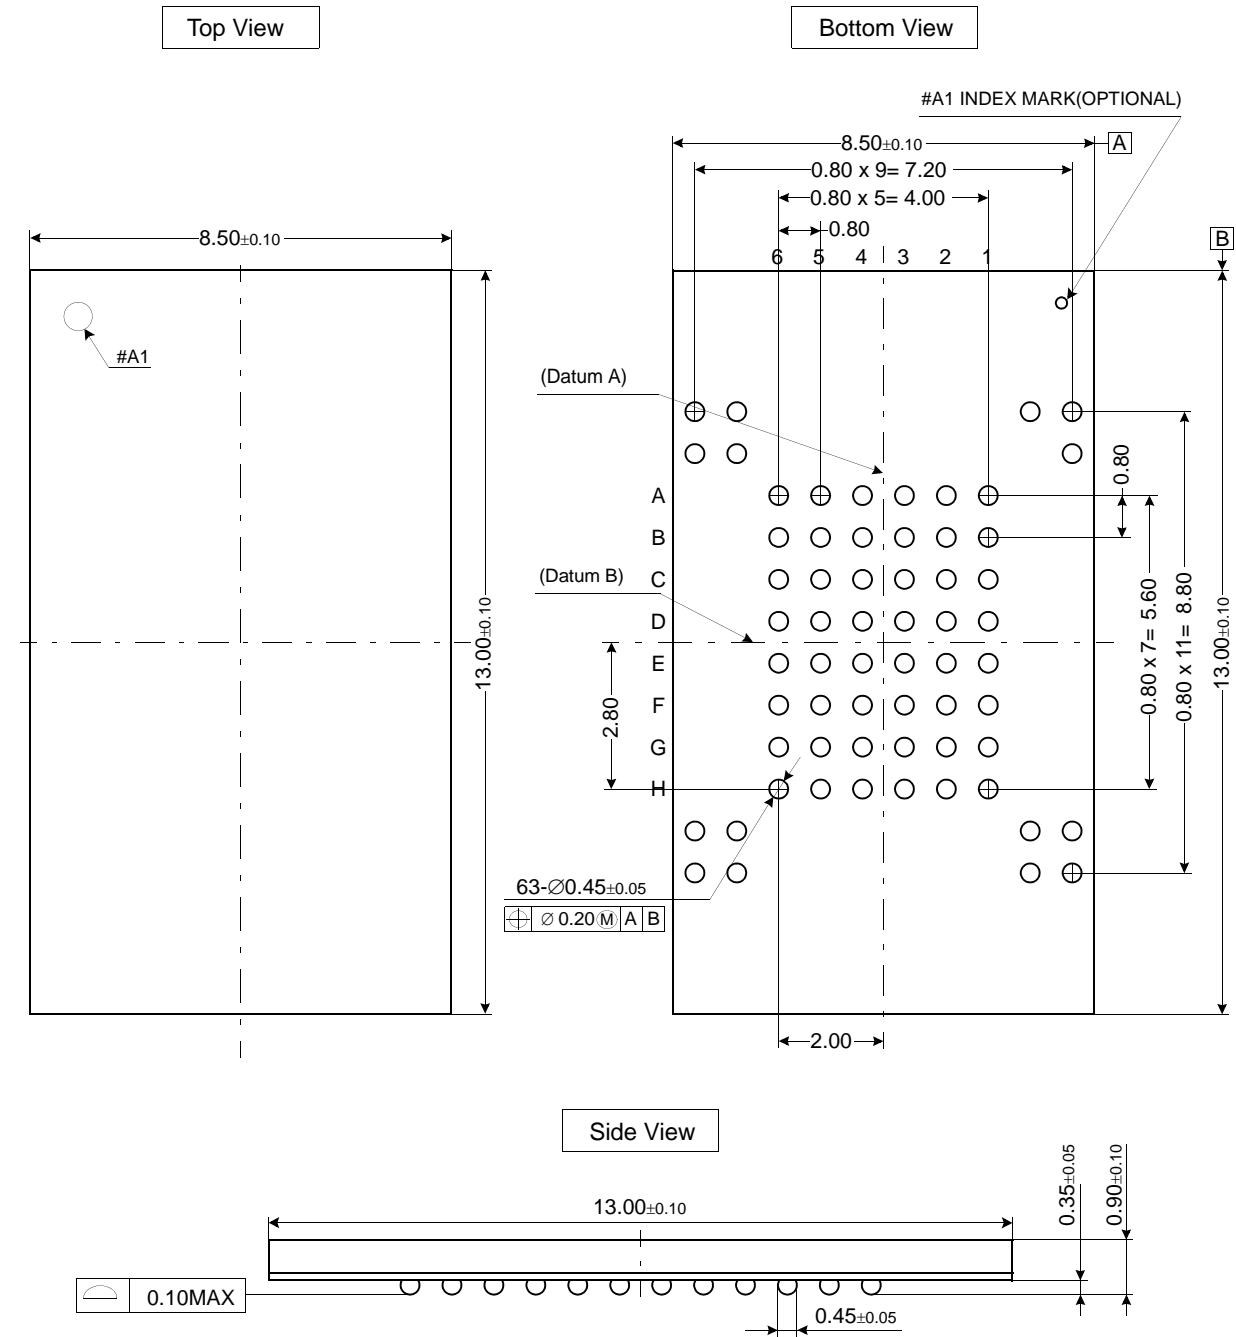 Top View
Bottom View
#A1 INDEX MARK(OPTIONAL)
8.50±0.10
A
0.80 x 9= 7.20
0.80 x 5= 4.00
0.80
8.50±0.10
B
6 5 4 3 2 1
#A1
(Datum A)
0.80
A
B
C
(Datum B)
D
E
F
G
H
13.00±0.10
2.80
0.80 x 7= 5.60
0.80 x 11= 8.80
13.00±0.10
63-∅0.45±0.05
⌖ ∅ 0.20 Ⓜ A B
2.00
Side View
13.00±0.10
0.35±0.05
0.90±0.10
0.10MAX
0.45±0.05